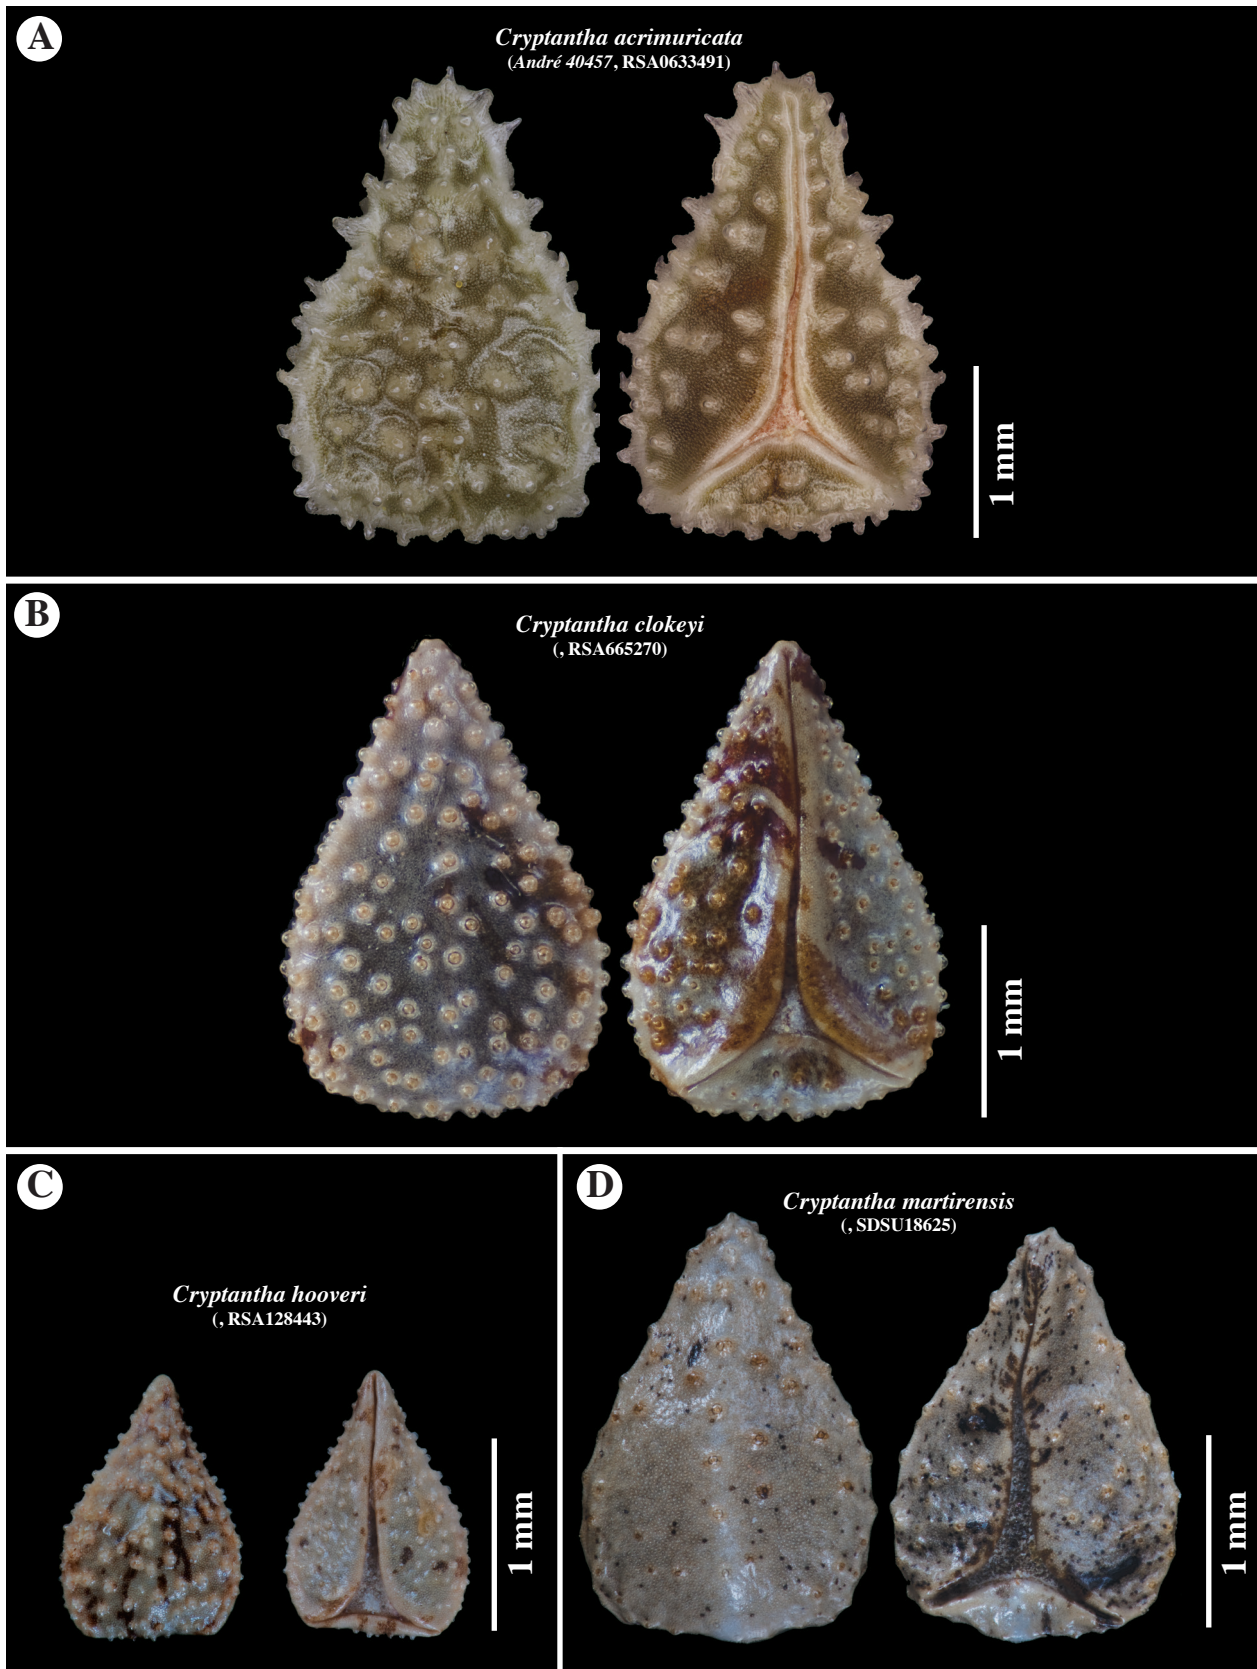 A
Cryptantha acrimuricata
(André 40457, RSA0633491)
1 mm
B
Cryptantha clokeyi
(, RSA665270)
1 mm
C
Cryptantha hooveri
(, RSA128443)
1 mm
D
Cryptantha martirensis
(, SDSU18625)
1 mm